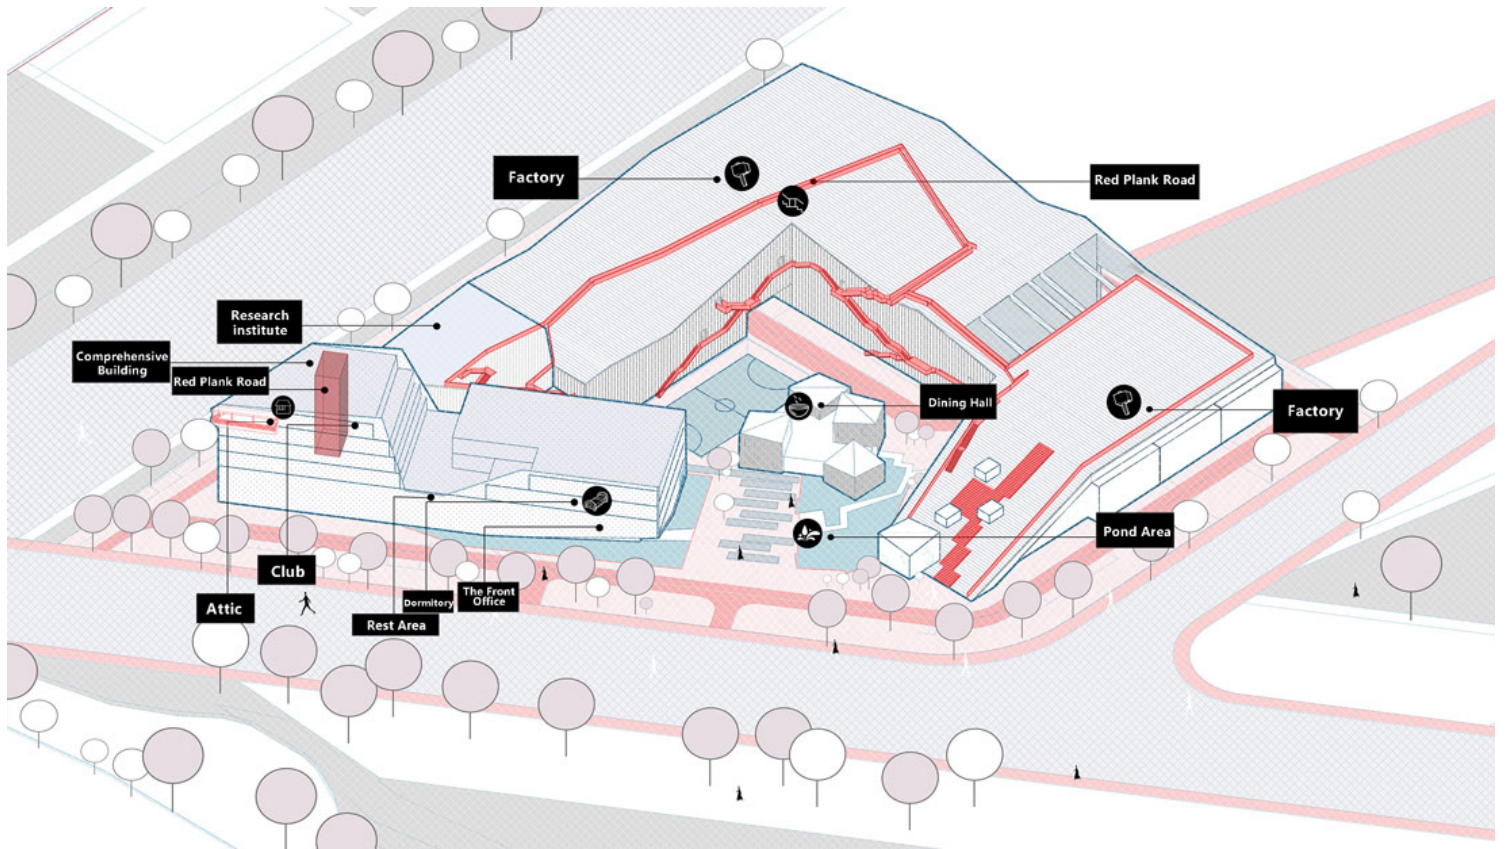 Factory
Red Plank Road
Research
institute
Comprehensive
Building
Red Plank Road
Dining Hall
Factory
Pond Area
Club
Attic
Dormitory
The Front
Office
Rest Area